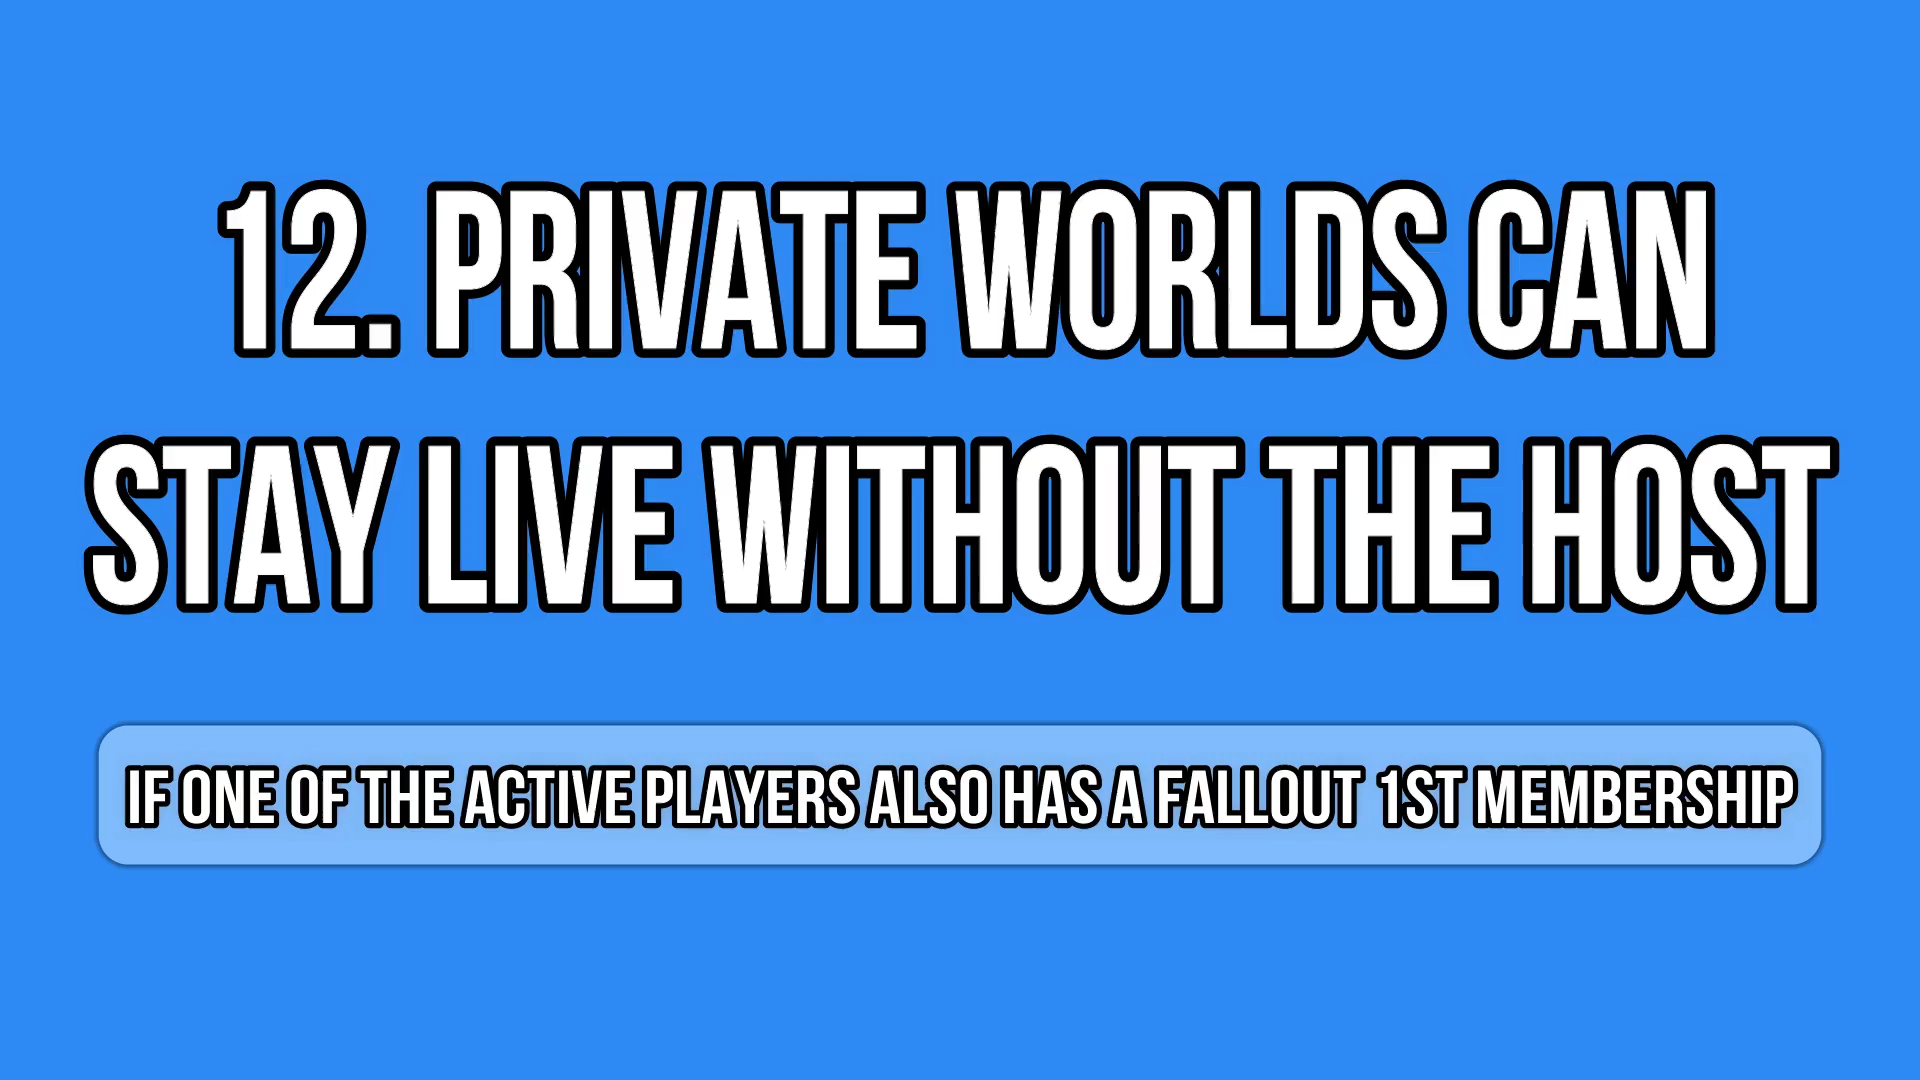 12. PRIVATE WORLDS CAN
STAY LIVE WITHOUT THE HOST
IF ONE OF THE ACTIVE PLAYERS ALSO HAS A FALLOUT 1ST MEMBERSHIP